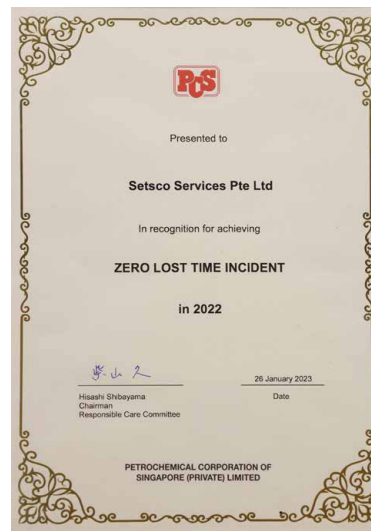 PCS
Presented to
Setsco Services Pte Ltd
In recognition for achieving
ZERO LOST TIME INCIDENT
in 2022
柴山久
26 January 2023
Hisashi Shibayama
Date
Chairman
Responsible Care Committee
PETROCHEMICAL CORPORATION OF
SINGAPORE (PRIVATE) LIMITED